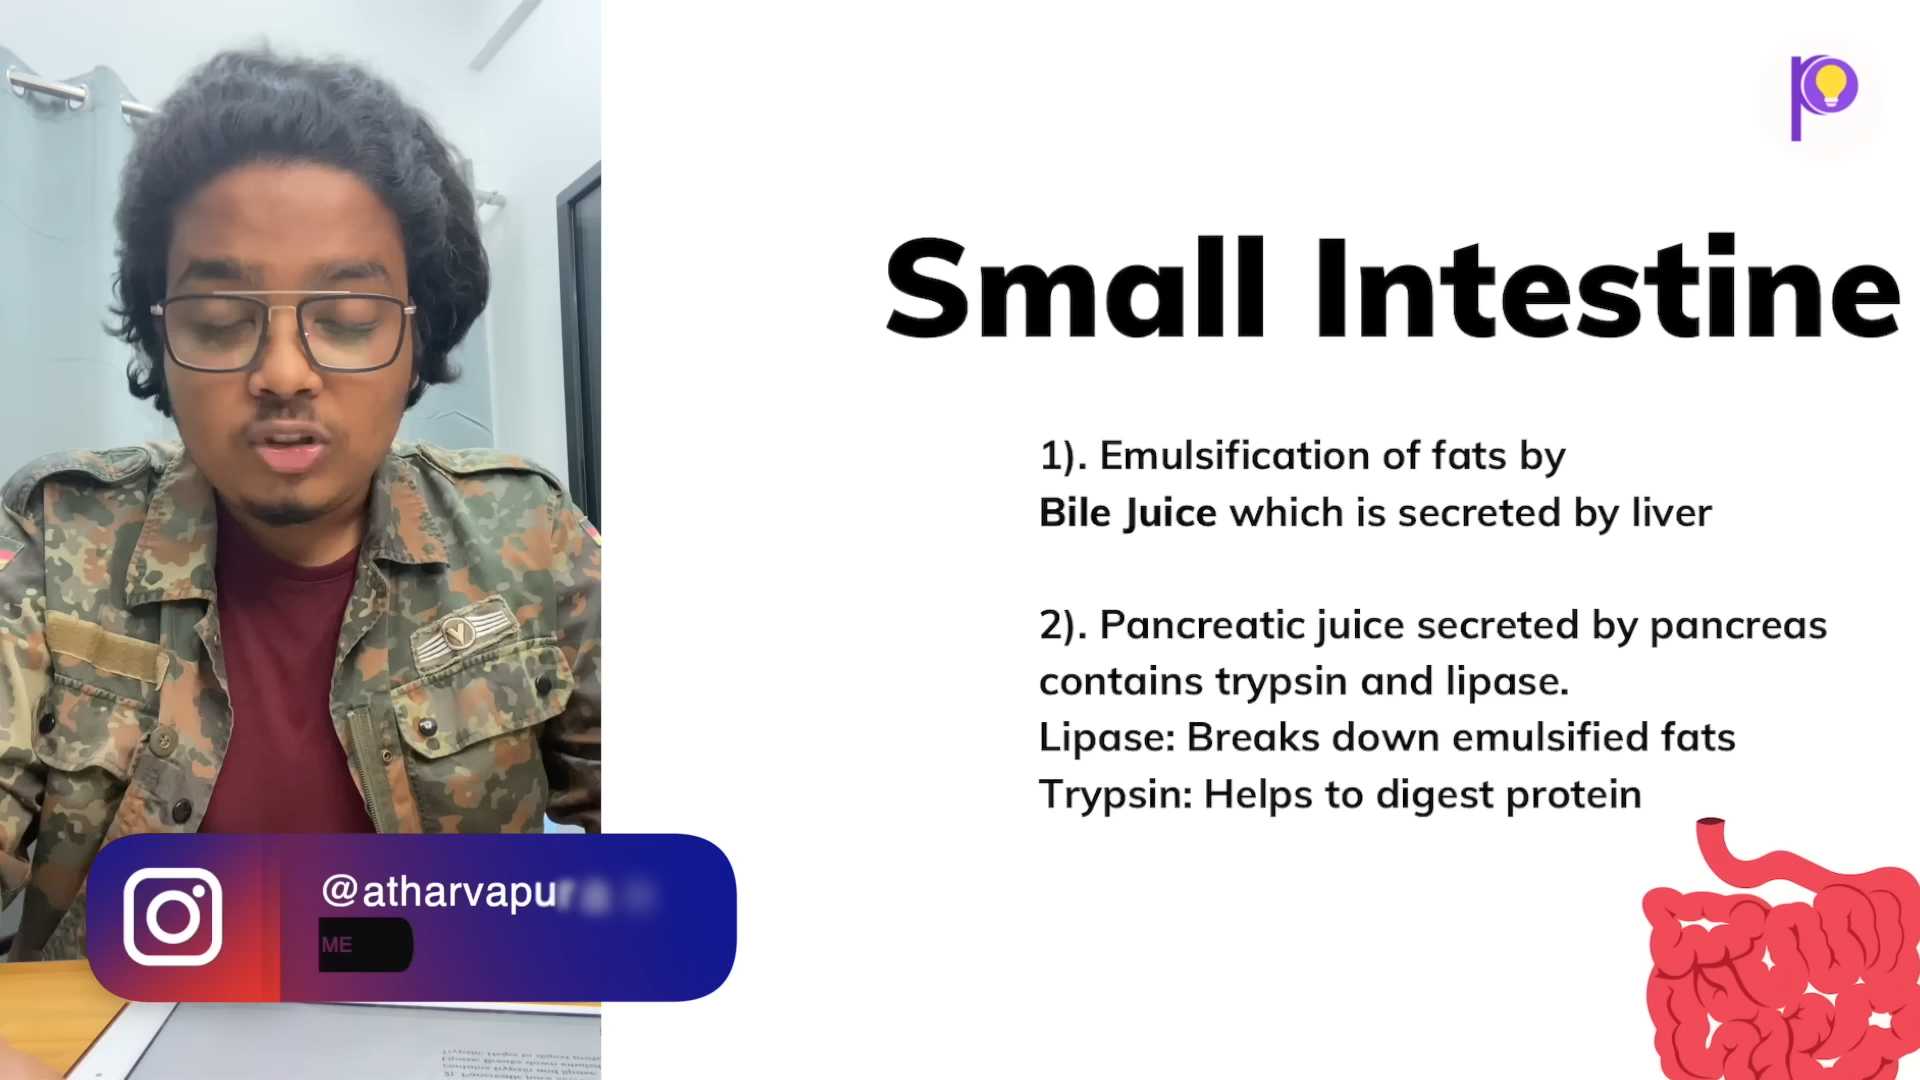 Small Intestine
1). Emulsification of fats by
Bile Juice which is secreted by liver
2). Pancreatic juice secreted by pancreas
contains trypsin and lipase.
Lipase: Breaks down emulsified fats
Trypsin: Helps to digest protein
ME